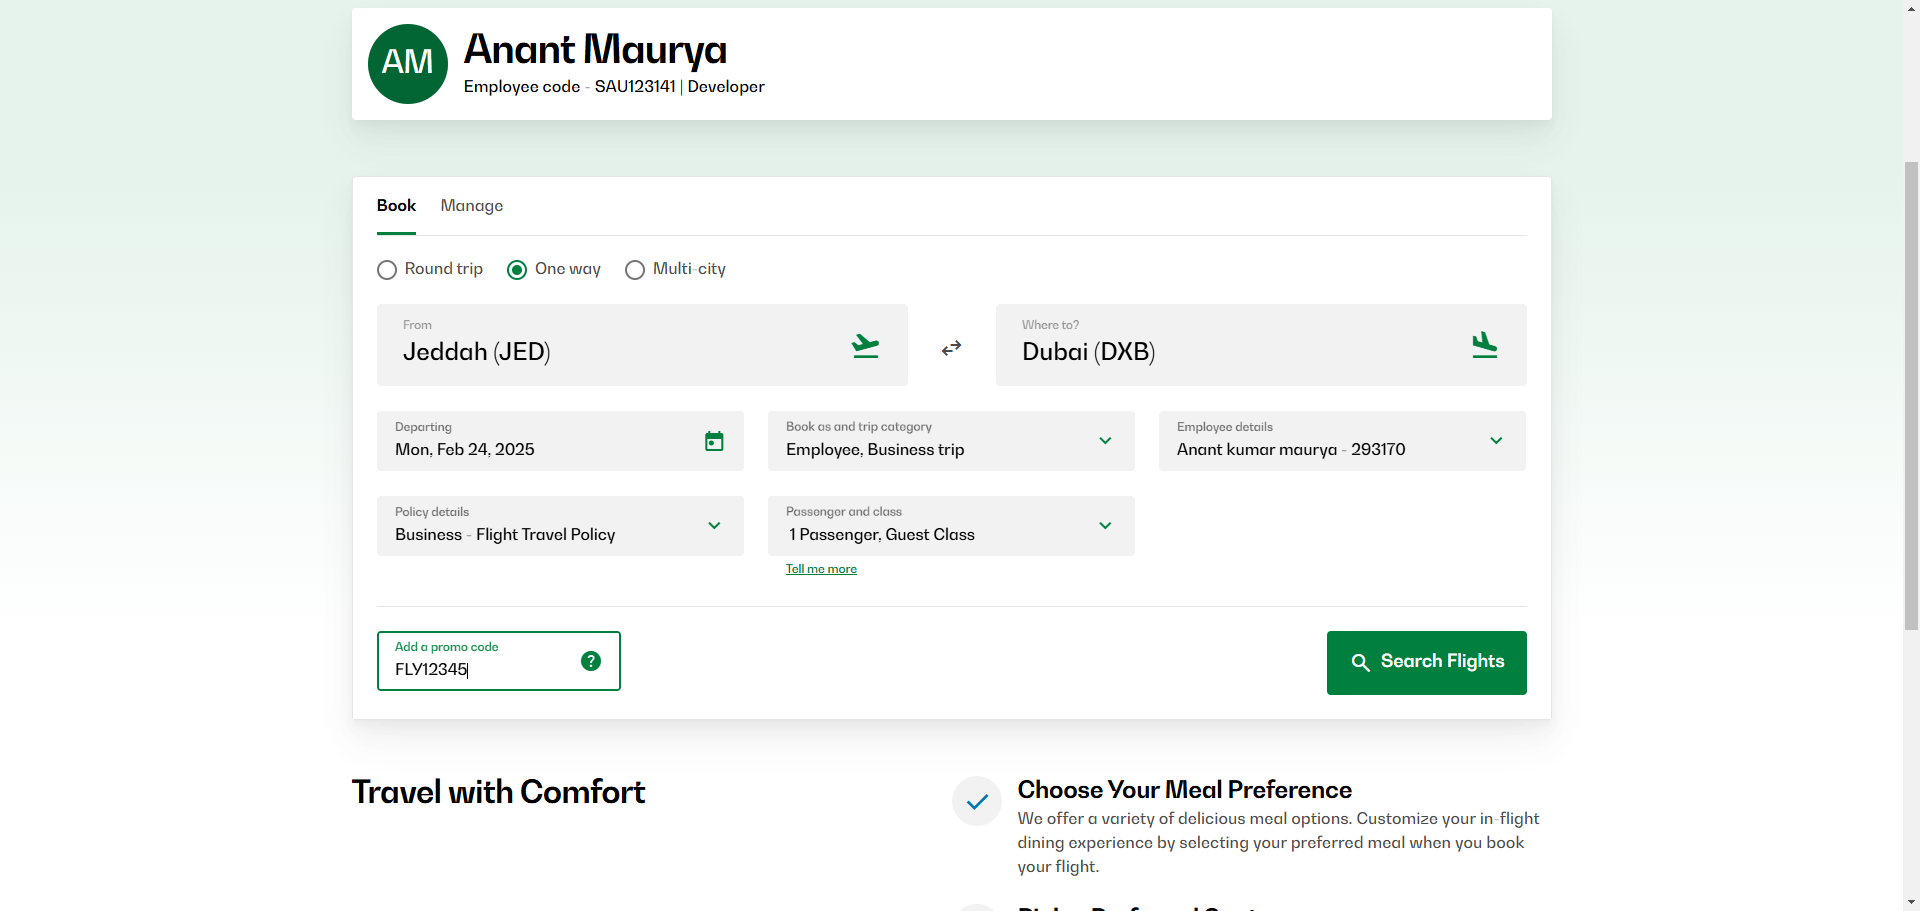 AM
Anant Maurya
Employee code - SAU123141 | Developer
Book Manage
Round trip One way Multi-city
From
Jeddah (JED)
Where to?
Dubai (DXB)
Departing
Mon, Feb 24, 2025
Book as and trip category
Employee, Business trip
Employee details
Anant kumar maurya - 293170
Policy details
Business - Flight Travel Policy
Passenger and class
1 Passenger, Guest Class
Tell me more
Add a promo code
FLY12345
?
Search Flights
Travel with Comfort
Choose Your Meal Preference
We offer a variety of delicious meal options. Customize your in-flight
dining experience by selecting your preferred meal when you book
your flight.